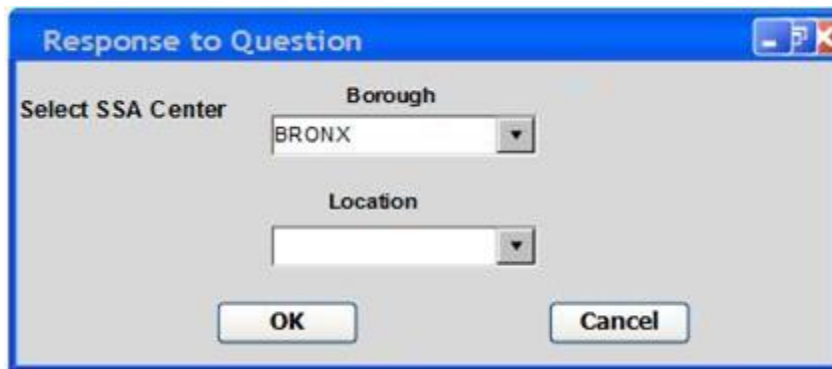 Response to Question
Select SSA Center
Borough
BRONX
Location
OK
Cancel